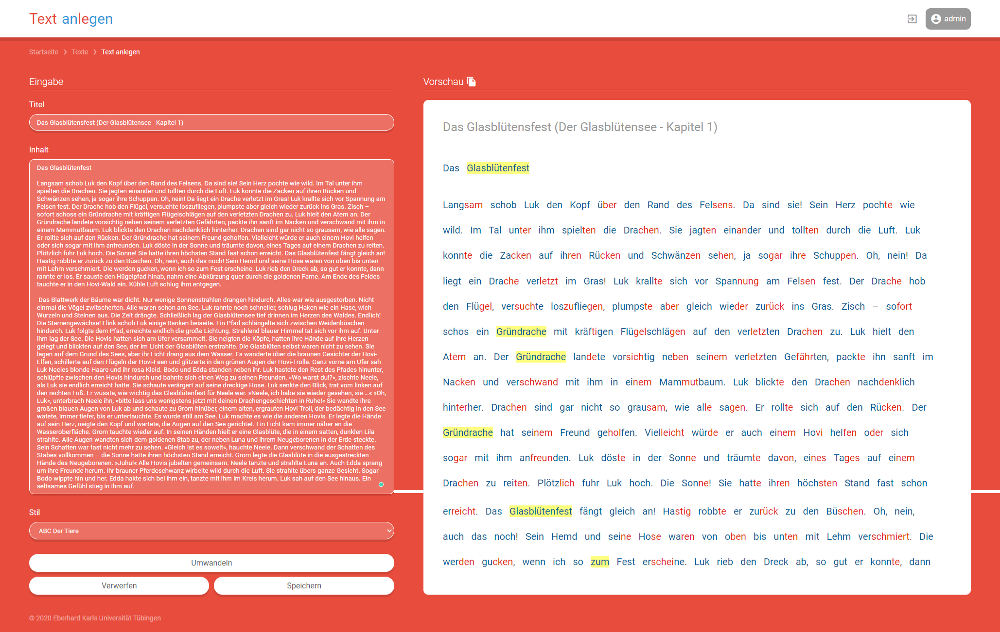 Text anlegen
admin
Startseite > Texte > Text anlegen
Eingabe
Titel
Das Glasblütensfest (Der Glasblütensee - Kapitel 1)
Inhalt
Das Glasblütenfest
Langsam schob Luk den Kopf über den Rand des Felsens. Da sind sie! Sein Herz pochte wie wild. Im Tal unter ihm
spielten die Drachen. Sie jagten einander und tollten durch die Luft. Luk konnte die Zacken auf ihren Rücken und
Schwänzen sehen, ja sogar ihre Schuppen. Oh, nein! Da liegt ein Drache verletzt im Gras! Luk krallte sich vor Spannung am
Felsen fest. Der Drache hob den Flügel, versuchte loszufliegen, plumpste aber gleich wieder zurück ins Gras. Zisch –
sofort schoss ein Gründrache mit kräftigen Flügelschlägen auf den verletzten Drachen zu. Luk hielt den Atem an. Der
Gründrache landete vorsichtig neben seinem verletzten Gefährten, packte ihn sanft im Nacken und verschwand mit ihm in
einem Mammutbaum. Luk blickte den Drachen nachdenklich hinterher. Drachen sind gar nicht so grausam, wie alle sagen.
Er rollte sich auf den Rücken. Der Gründrache hat seinem Freund geholfen. Vielleicht würde er auch einem Hovi helfen
oder sich sogar mit ihm anfreunden. Luk döste in der Sonne und träumte davon, eines Tages auf einem Drachen zu reiten.
Plötzlich fuhr Luk hoch. Die Sonne! Sie hatte ihren höchsten Stand fast schon erreicht. Das Glasblütenfest fängt gleich an!
Hastig robbte er zurück zu den Büschen. Oh, nein, auch das noch! Sein Hemd und seine Hose waren von oben bis unten
mit Lehm verschmiert. Die werden gucken, wenn ich so zum Fest erscheine. Luk rieb den Dreck ab, so gut er konnte, dann
rannte er los. Er sauste den Hügelpfad hinab, nahm eine Abkürzung quer durch die goldenen Farne. Am Ende des Feldes
tauchte er in den Hovi-Wald ein. Kühle Luft schlug ihm entgegen.
Das Blattwerk der Bäume war dicht. Nur wenige Sonnenstrahlen drangen hindurch. Alles war wie ausgestorben. Nicht
einmal die Vögel zwitscherten. Alle waren schon am See. Luk rannte noch schneller, schlug Haken wie ein Hase, wich
Wurzeln und Steinen aus. Die Zeit drängte. Schließlich lag der Glasblütensee tief drinnen im Herzen des Waldes. Endlich!
Die Sternengewächse! Flink schob Luk einige Ranken beiseite. Ein Pfad schlängelte sich zwischen Weidenbüschen
hindurch. Luk folgte dem Pfad, erreichte endlich die große Lichtung. Strahlend blauer Himmel tat sich vor ihm auf. Unter
ihm lag der See. Die Hovis hatten sich am Ufer versammelt. Sie neigten die Köpfe, hatten ihre Hände auf ihre Herzen
gelegt und blickten auf den See, der im Licht der Glasblüten erstrahlte. Die Glasblüten selbst waren nicht zu sehen. Sie
lagen auf dem Grund des Sees, aber ihr Licht drang aus dem Wasser. Es wanderte über die braunen Gesichter der Hovi-
Elfen, schillerte auf den Flügeln der Hovi-Feen und glitzerte in den grünen Augen der Hovi-Trolle. Ganz vorne am Ufer sah
Luk Neeles blonde Haare und ihr rosa Kleid. Bodo und Edda standen neben ihr. Luk hastete den Rest des Pfades hinunter,
schlüpfte zwischen den Hovis hindurch und bahnte sich einen Weg zu seinen Freunden. »Wo warst du!?«, zischte Neele,
als Luk sie endlich erreicht hatte. Sie schaute verärgert auf seine dreckige Hose. Luk senkte den Blick, trat vom linken auf
den rechten Fuß. Er wusste, wie wichtig das Glasblütenfest für Neele war. »Neele, ich habe sie wieder gesehen, sie ...« »Oh,
Luk«, unterbrach Neele ihn, »bitte lass uns wenigstens jetzt mit deinen Drachengeschichten in Ruhe!« Sie wandte ihre
großen blauen Augen von Luk ab und schaute zu Grom hinüber, einem alten, ergrauten Hovi-Troll, der bedächtig in den See
watete, immer tiefer, bis er untertauchte. Es wurde still am See. Luk machte es wie die anderen Hovis. Er legte die Hände
auf sein Herz, neigte den Kopf und wartete, die Augen auf den See gerichtet. Ein Licht kam immer näher an die
Wasseroberfläche. Grom tauchte wieder auf. In seinen Händen hielt er eine Glasblüte, die in einem satten, dunklen Lila
strahlte. Alle Augen wandten sich dem goldenen Stab zu, der neben Luna und ihrem Neugeborenen in der Erde steckte.
Sein Schatten war fast nicht mehr zu sehen. »Gleich ist es soweit«, hauchte Neele. Dann verschwand der Schatten des
Stabes vollkommen – die Sonne hatte ihren höchsten Stand erreicht. Grom legte die Glasblüte in die ausgestreckten
Hände des Neugeborenen. »Juhu!« Alle Hovis jubelten gemeinsam. Neele tanzte und strahlte Luna an. Auch Edda sprang
um ihre Freunde herum. Ihr brauner Pferdeschwanz wirbelte wild durch die Luft. Sie strahlte übers ganze Gesicht. Sogar
Bodo wippte hin und her. Edda hakte sich bei ihm ein, tanzte mit ihm im Kreis herum. Luk sah auf den See hinaus. Ein
seltsames Gefühl stieg in ihm auf.
Stil
ABC Der Tiere
Umwandeln
Verwerfen
Speichern
Vorschau
Das Glasblütensfest (Der Glasblütensee - Kapitel 1)
Das Glasblütenfest
Langsam schob Luk den Kopf über den Rand des Felsens. Da sind sie! Sein Herz pochte wie
wild. Im Tal unter ihm spielten die Drachen. Sie jagten einander und tollten durch die Luft. Luk
konnte die Zacken auf ihren Rücken und Schwänzen sehen, ja sogar ihre Schuppen. Oh, nein! Da
liegt ein Drache verletzt im Gras! Luk krallte sich vor Spannung am Felsen fest. Der Drache hob
den Flügel, versuchte loszufliegen, plumpste aber gleich wieder zurück ins Gras. Zisch – sofort
schos ein Gründrache mit kräftigen Flügelschlägen auf den verletzten Drachen zu. Luk hielt den
Atem an. Der Gründrache landete vorsichtig neben seinem verletzten Gefährten, packte ihn sanft im
Nacken und verschwand mit ihm in einem Mammutbaum. Luk blickte den Drachen nachdenklich
hinterher. Drachen sind gar nicht so grausam, wie alle sagen. Er rollte sich auf den Rücken. Der
Gründrache hat seinem Freund geholfen. Vielleicht würde er auch einem Hovi helfen oder sich
sogar mit ihm anfreunden. Luk döste in der Sonne und träumte davon, eines Tages auf einem
Drachen zu reiten. Plötzlich fuhr Luk hoch. Die Sonne! Sie hatte ihren höchsten Stand fast schon
erreicht. Das Glasblütenfest fängt gleich an! Hastig robbte er zurück zu den Büschen. Oh, nein,
auch das noch! Sein Hemd und seine Hose waren von oben bis unten mit Lehm verschmiert. Die
werden gucken, wenn ich so zum Fest erscheine. Luk rieb den Dreck ab, so gut er konnte, dann
© 2020 Eberhard Karls Universität Tübingen